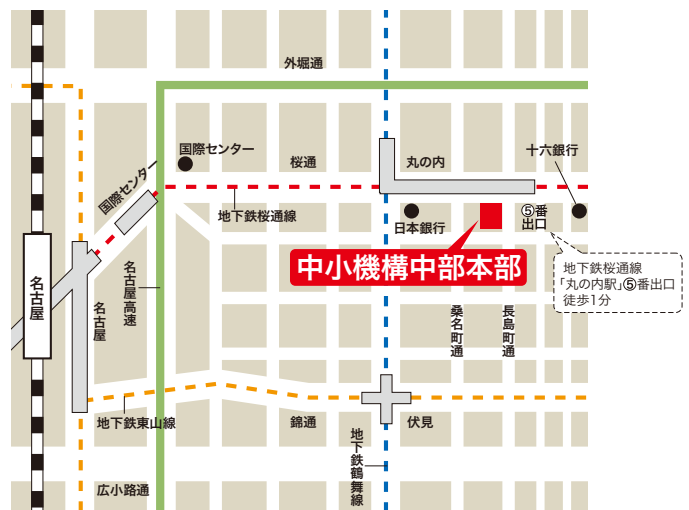 外堀通
国際センター
桜通
丸の内
十六銀行
国際センター
地下鉄桜通線
日本銀行
⑤番
出口
中小機構中部本部
地下鉄桜通線
「丸の内駅」⑤番出口
徒歩1分
名古屋
名古屋
名古屋高速
桑名町通
長島町通
地下鉄東山線
錦通
伏見
地下鉄鶴舞線
広小路通